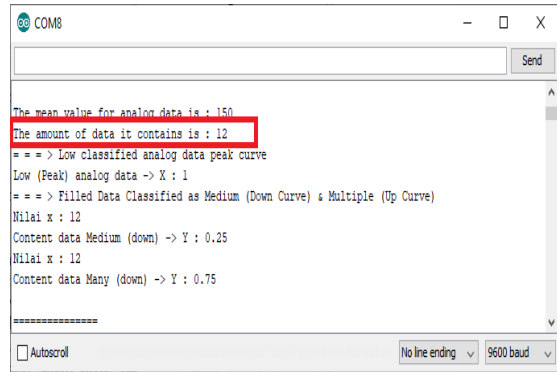 COM8
Send
The mean value for analog data is : 150
The amount of data it contains is : 12
= = = > Low classified analog data peak curve
Low (Peak) analog data -> X : 1
= = = > Filled Data Classified as Medium (Down Curve) & Multiple (Up Curve)
Nilai x : 12
Content data Medium (down) -> Y : 0.25
Nilai x : 12
Content data Many (down) -> Y : 0.75
===============
Autoscroll No line ending 9600 baud